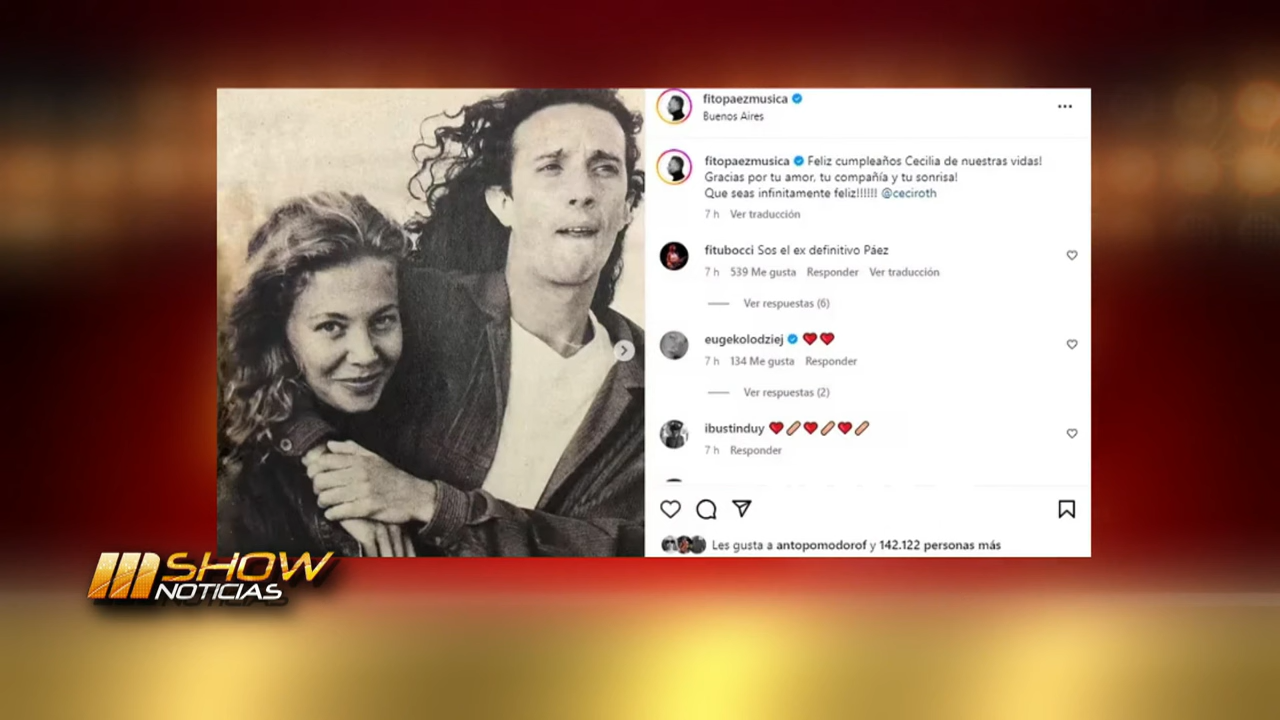 fitopaezmusica
Buenos Aires
fitopaezmusica Feliz cumpleaños Cecilia de nuestras vidas!
Gracias por tu amor, tu compañía y tu sonrisa!
Que seas infinitamente feliz!!!!!! @ceciroth
7 h Ver traducción
fitubocci Sos el ex definitivo Páez
7 h 539 Me gusta Responder Ver traducción
Ver respuestas (6)
eugekolodziej ❤️❤️
7 h 134 Me gusta Responder
Ver respuestas (2)
ibustinduy ❤️🩹❤️🩹❤️🩹
7 h Responder
Les gusta a antopomodorof y 142.122 personas más
SHOW
NOTICIAS